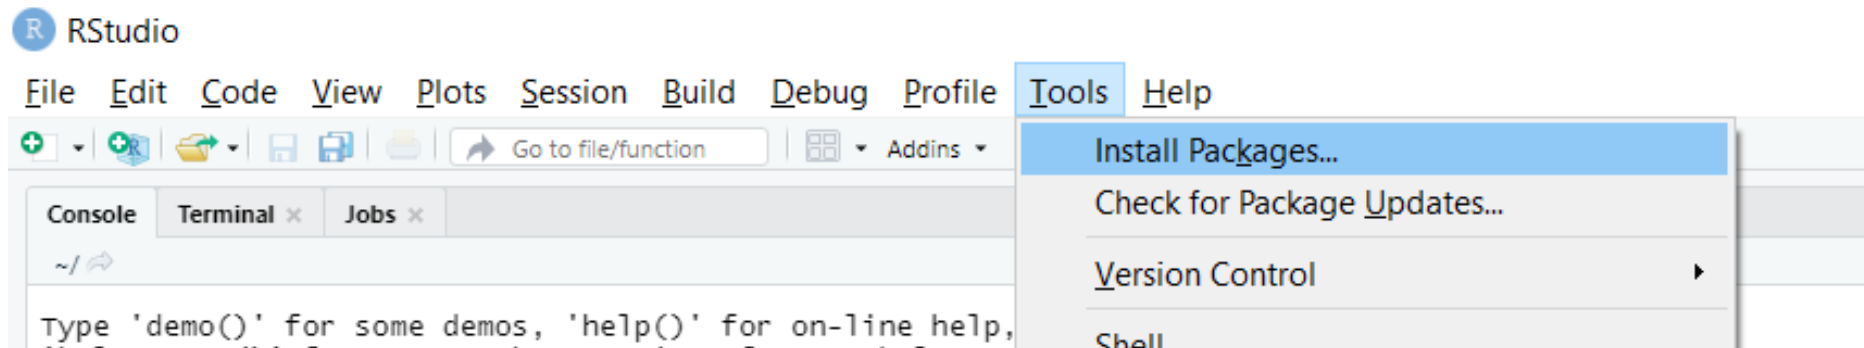 R RStudio
File Edit Code View Plots Session Build Debug Profile Tools Help
Go to file/function Addins
Install Packages...
Console Terminal Jobs
Check for Package Updates...
~/
Version Control
Type 'demo()' for some demos, 'help()' for on-line help,
Shell